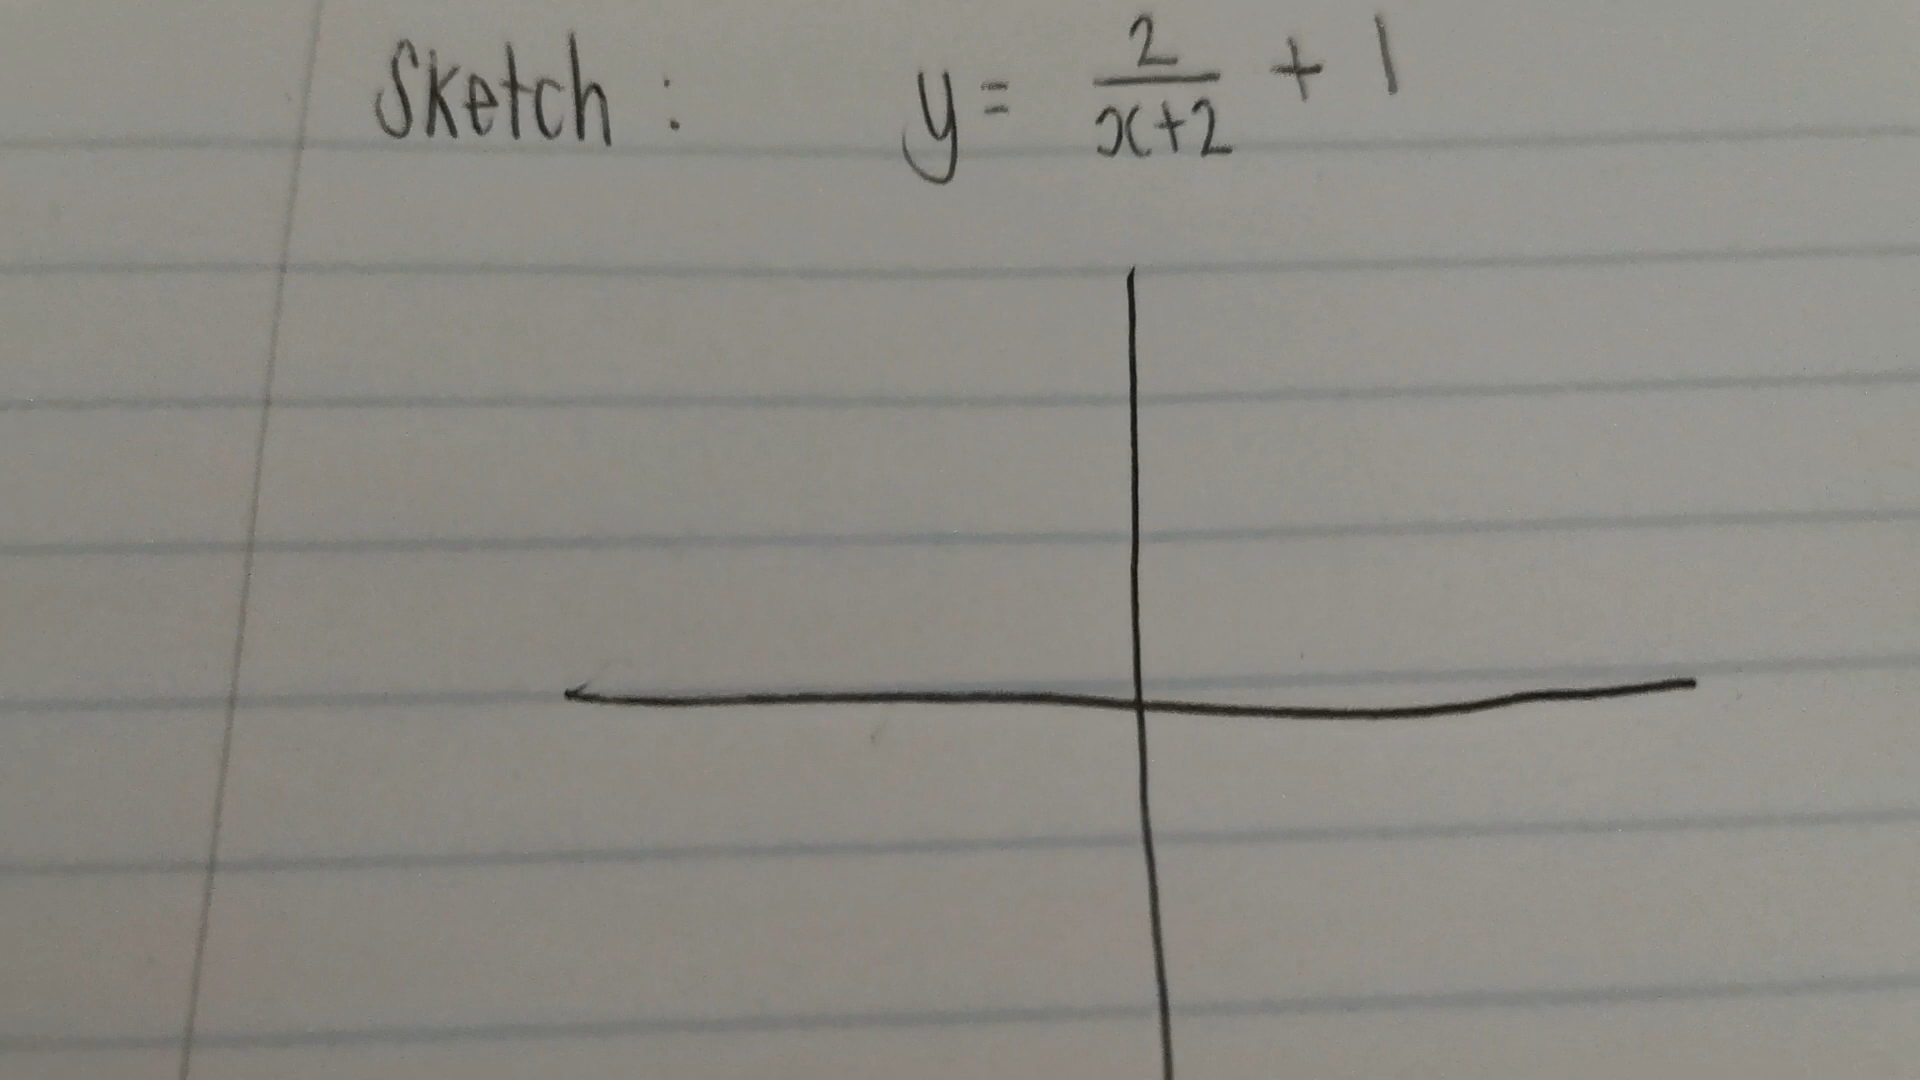 Sketch : y = 2/(x+2) + 1